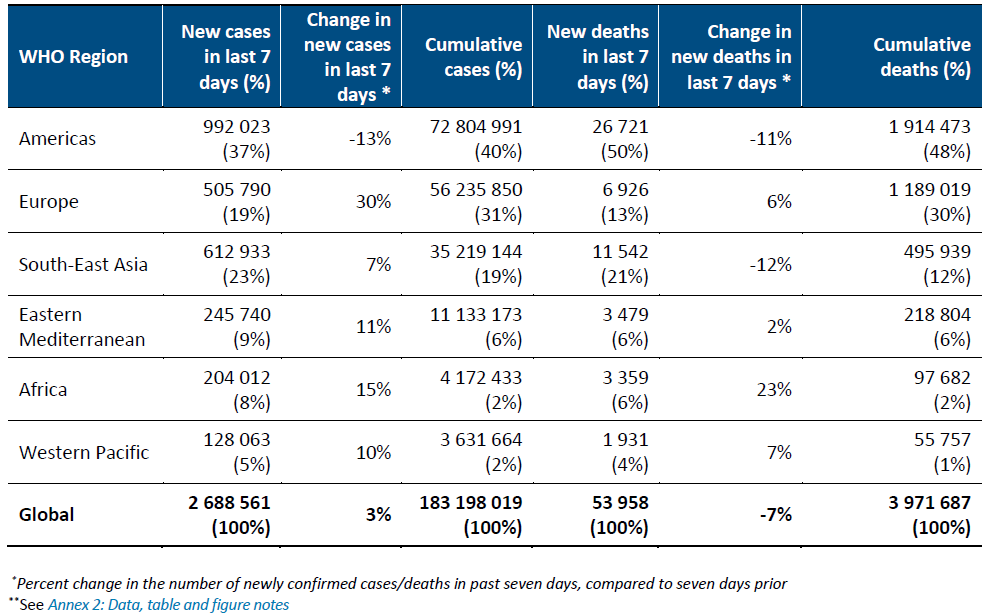 WHO Region
New cases
in last 7
days (%)
Change in
new cases
in last 7
days *
Cumulative
cases (%)
New deaths
in last 7
days (%)
Change in
new deaths in
last 7 days *
Cumulative
deaths (%)
Americas
992 023
(37%)
-13%
72 804 991
(40%)
26 721
(50%)
-11%
1 914 473
(48%)
Europe
505 790
(19%)
30%
56 235 850
(31%)
6 926
(13%)
6%
1 189 019
(30%)
South-East Asia
612 933
(23%)
7%
35 219 144
(19%)
11 542
(21%)
-12%
495 939
(12%)
Eastern
Mediterranean
245 740
(9%)
11%
11 133 173
(6%)
3 479
(6%)
2%
218 804
(6%)
Africa
204 012
(8%)
15%
4 172 433
(2%)
3 359
(6%)
23%
97 682
(2%)
Western Pacific
128 063
(5%)
10%
3 631 664
(2%)
1 931
(4%)
7%
55 757
(1%)
Global
2 688 561
(100%)
3%
183 198 019
(100%)
53 958
(100%)
-7%
3 971 687
(100%)
*Percent change in the number of newly confirmed cases/deaths in past seven days, compared to seven days prior
**See Annex 2: Data, table and figure notes